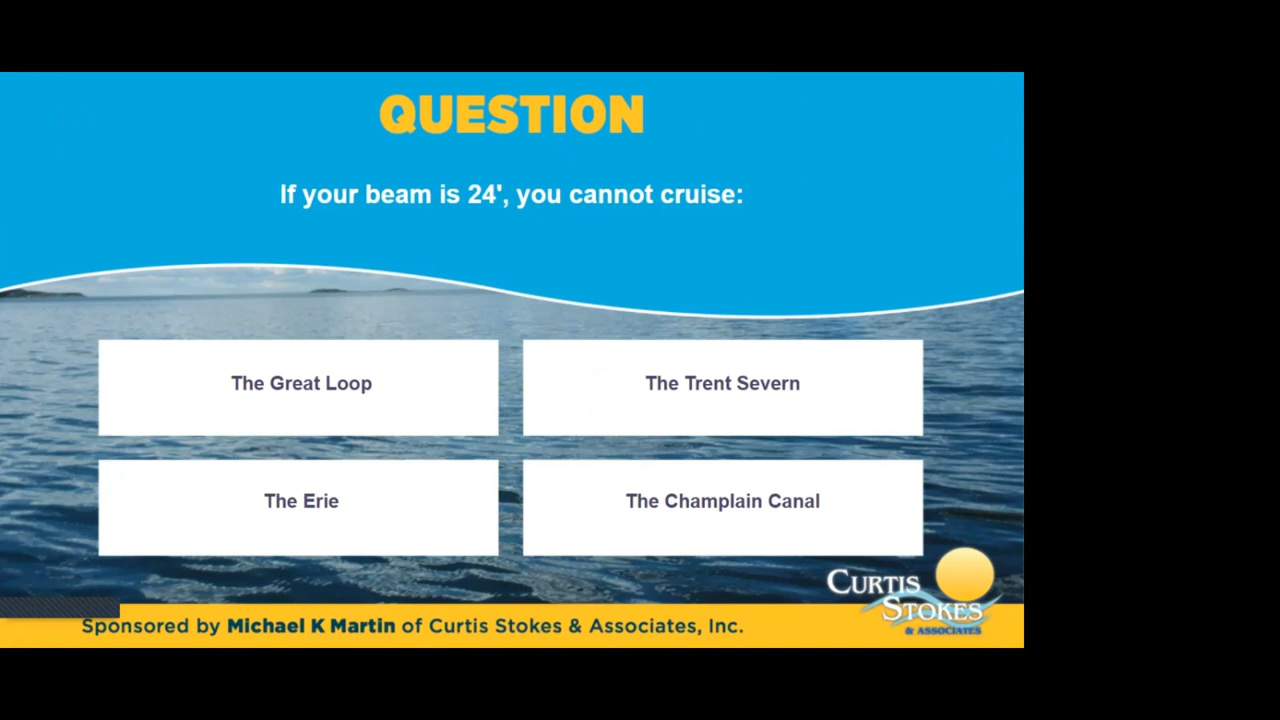 QUESTION
If your beam is 24', you cannot cruise:
The Great Loop
The Trent Severn
The Erie
The Champlain Canal
CURTIS
STOKES
& ASSOCIATES
Sponsored by Michael K Martin of Curtis Stokes & Associates, Inc.